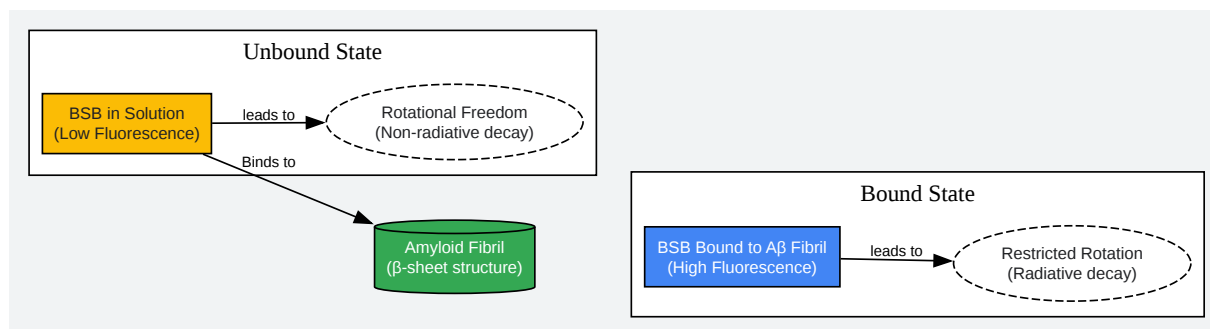 Unbound State
BSB in Solution
(Low Fluorescence)
leads to
Rotational Freedom
(Non-radiative decay)
Binds to
Amyloid Fibril
(β-sheet structure)
Bound State
BSB Bound to Aβ Fibril
(High Fluorescence)
leads to
Restricted Rotation
(Radiative decay)